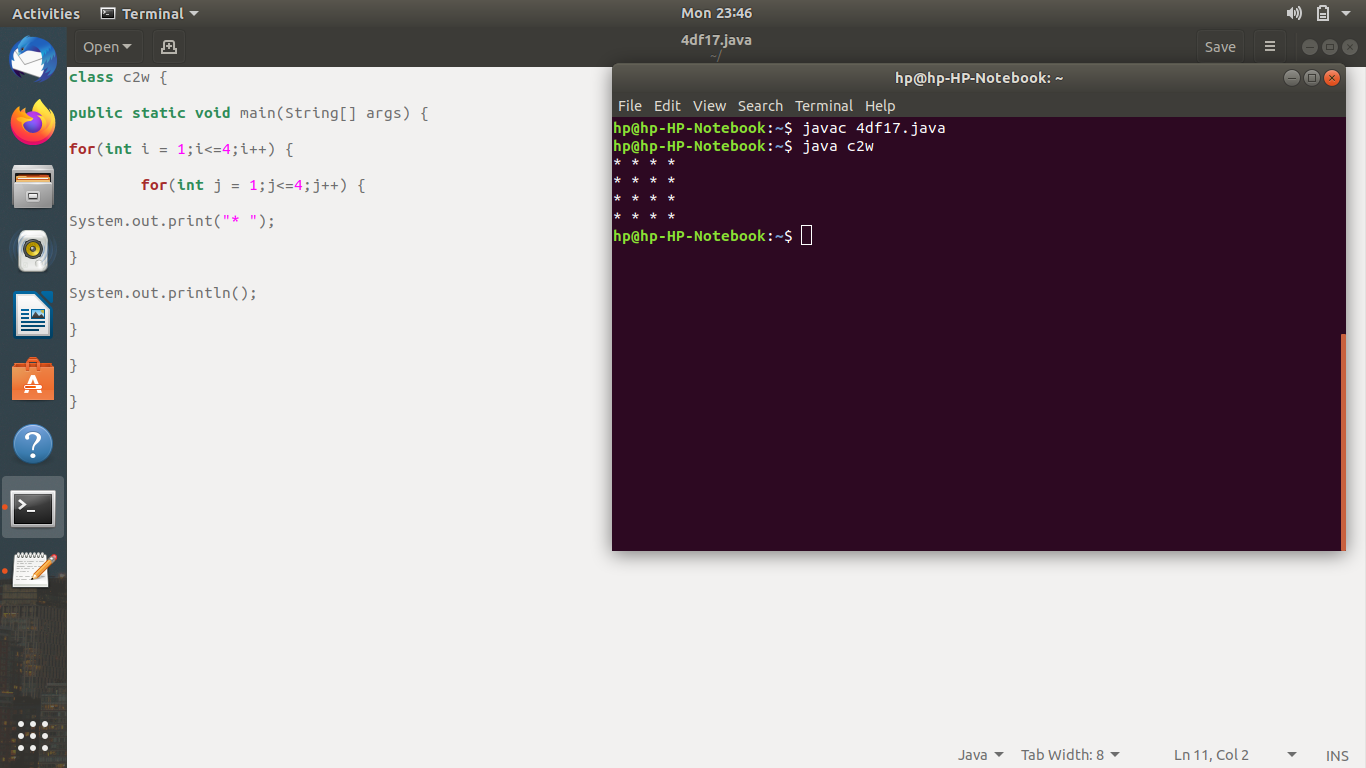 Activities Terminal Mon 23:46
Open 4df17.java Save
~/
class c2w {
public static void main(String[] args) {
for(int i = 1;i<=4;i++) {
for(int j = 1;j<=4;j++) {
System.out.print("* ");
}
System.out.println();
}
}
}
hp@hp-HP-Notebook: ~
File Edit View Search Terminal Help
hp@hp-HP-Notebook:~$ javac 4df17.java
hp@hp-HP-Notebook:~$ java c2w
* * * *
* * * *
* * * *
* * * *
hp@hp-HP-Notebook:~$
Java Tab Width: 8 Ln 11, Col 2 INS